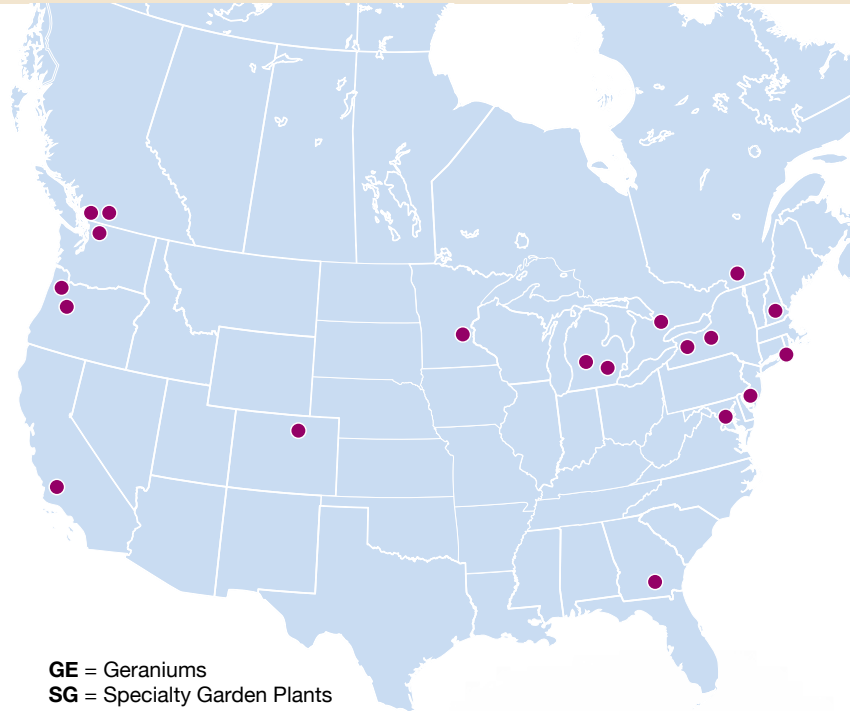 GE = Geraniums
SG = Specialty Garden Plants